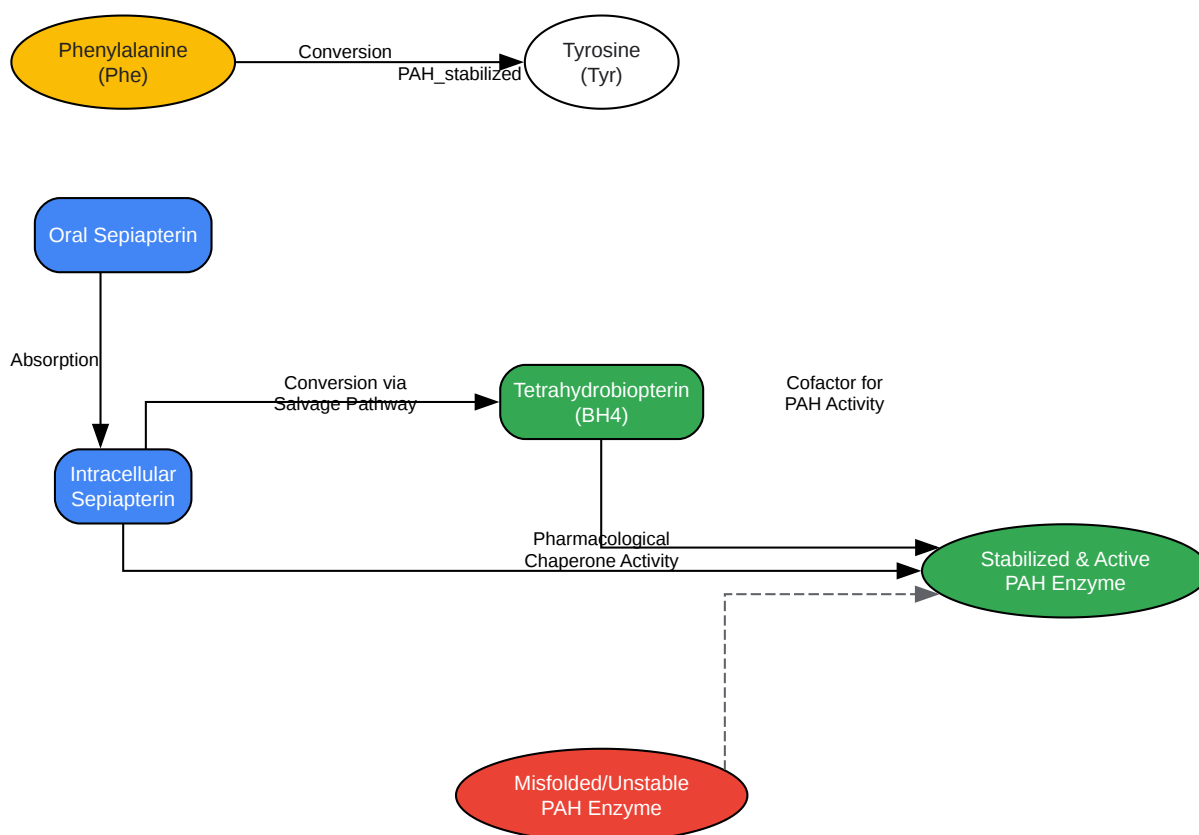 Phenylalanine
(Phe)
Conversion
PAH_stabilized
Tyrosine
(Tyr)
Oral Sepiapterin
Absorption
Intracellular
Sepiapterin
Conversion via
Salvage Pathway
Tetrahydrobiopterin
(BH4)
Cofactor for
PAH Activity
Pharmacological
Chaperone Activity
Stabilized & Active
PAH Enzyme
Misfolded/Unstable
PAH Enzyme